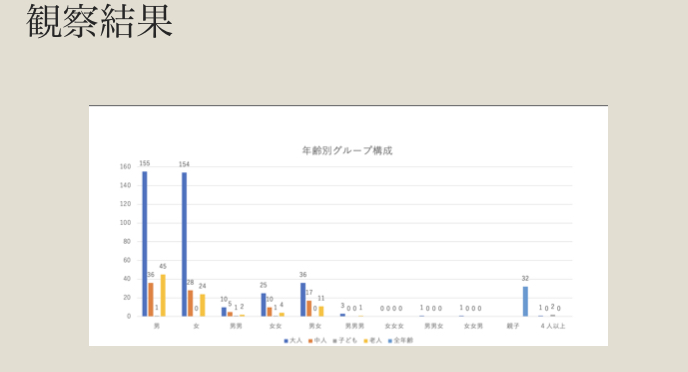 観察結果
年齢別グループ構成
160
140
120
100
80
60
40
20
0
155 36 1 45
154 28 0 24
10 5 1 2
25 10 1 4
36 17 0 11
3 0 0 1
0 0 0 0
1 0 0 0
1 0 0 0
32
1 0 2 0
男 女 男男 女女 男女 男男男 女女女 男男女 女女男 親子 4人以上
大人 中人 子ども 老人 全年齢